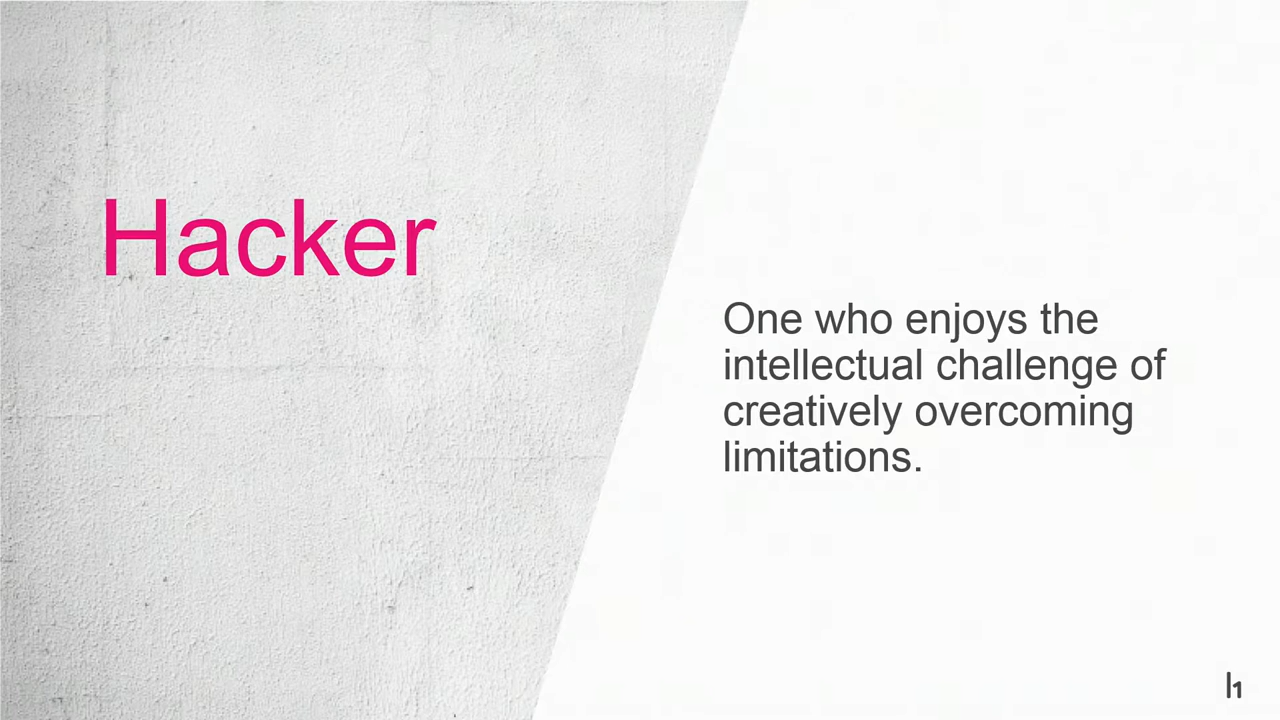 Hacker
One who enjoys the
intellectual challenge of
creatively overcoming
limitations.